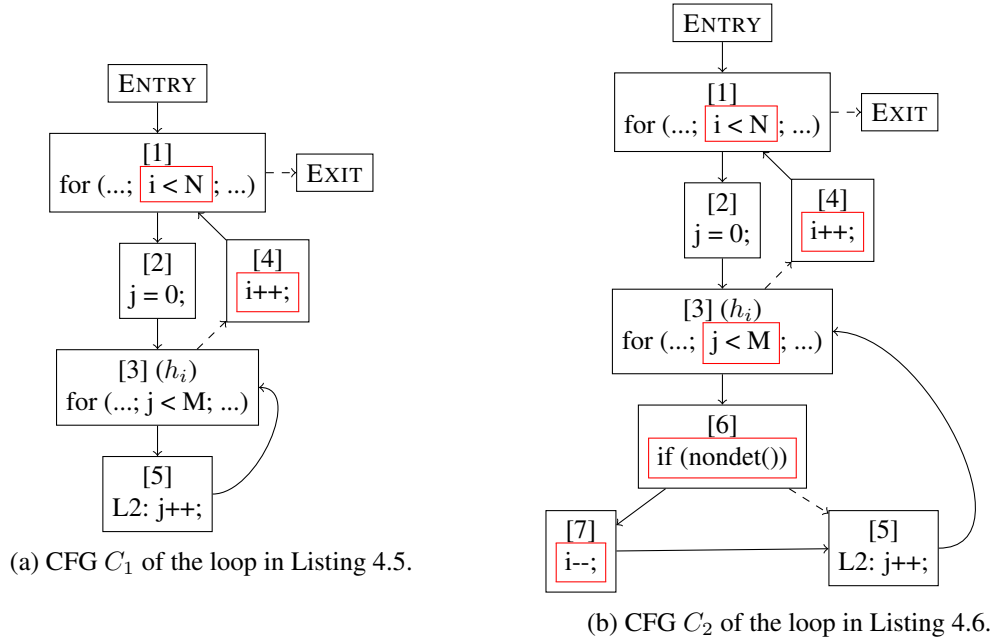 ENTRY
[1]
for (...; i < N ; ...)
EXIT
[2]
j = 0;
[4]
i++;
[3] (h_i)
for (...; j < M; ...)
[5]
L2: j++;
(a) CFG C_1 of the loop in Listing 4.5.
ENTRY
[1]
for (...; i < N ; ...)
EXIT
[2]
j = 0;
[4]
i++;
[3] (h_i)
for (...; j < M ; ...)
[6]
if (nondet())
[7]
i--;
[5]
L2: j++;
(b) CFG C_2 of the loop in Listing 4.6.